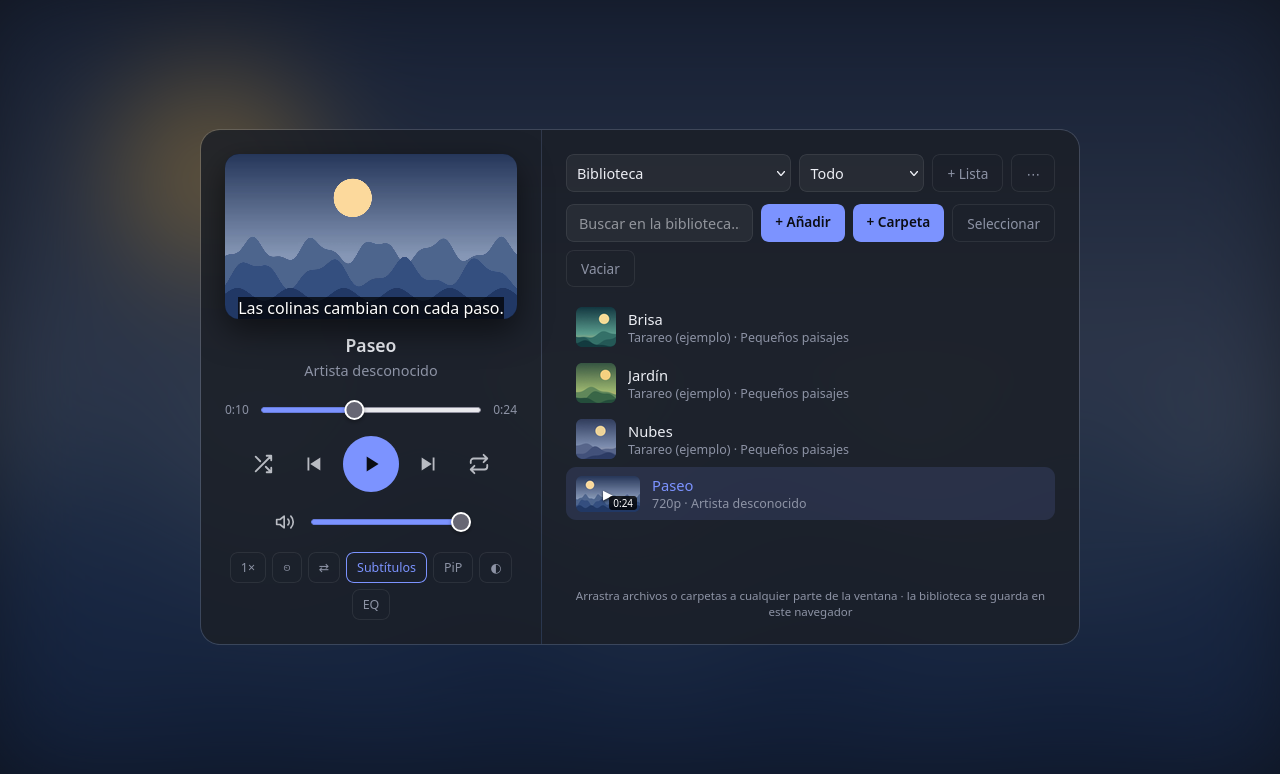 Las colinas cambian con cada paso.
Paseo
Artista desconocido
0:10
0:24
1×
Subtítulos
PiP
EQ
Biblioteca
Todo
+ Lista
···
Buscar en la biblioteca..
+ Añadir
+ Carpeta
Seleccionar
Vaciar
Brisa
Tarareo (ejemplo) · Pequeños paisajes
Jardín
Tarareo (ejemplo) · Pequeños paisajes
Nubes
Tarareo (ejemplo) · Pequeños paisajes
0:24
Paseo
720p · Artista desconocido
Arrastra archivos o carpetas a cualquier parte de la ventana · la biblioteca se guarda en
este navegador